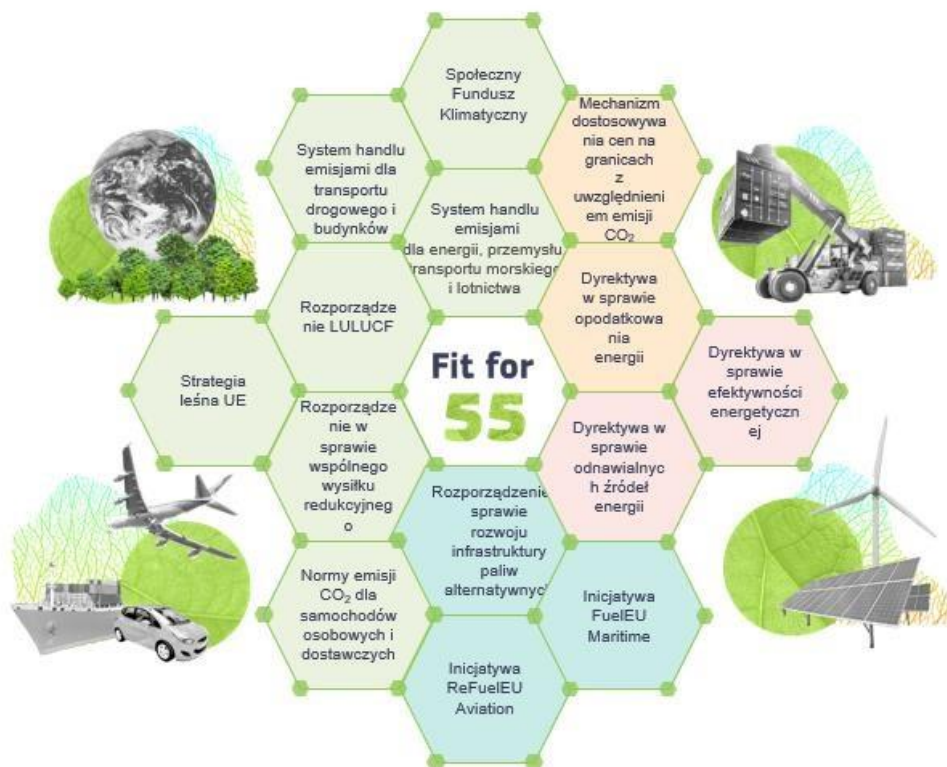 Społeczny
Fundusz
Klimatyczny
Mechanizm
dostosowywa
nia cen na
granicach
z
uwzględnieni
em emisji
CO₂
System handlu
emisjami dla
transportu
drogowego i
budynków
System handlu
emisjami
dla energii, przemysłu
transportu morskiego
i lotnictwa
Rozporządze
nie LULUCF
Dyrektywa
w sprawie
opodatkowa
nia
energii
Strategia
leśna UE
Fit for
55
Dyrektywa w
sprawie
efektywności
energetyczn
ej
Rozporządze
nie w
sprawie
wspólnego
wysiłku
redukcyjneg
o
Dyrektywa w
sprawie
odnawialnyc
h źródeł
energii
Rozporządzenie
sprawie
rozwoju
infrastruktury
paliw
alternatywnych
Normy emisji
CO₂ dla
samochodów
osobowych i
dostawczych
Inicjatywa
FuelEU
Maritime
Inicjatywa
ReFuelEU
Aviation